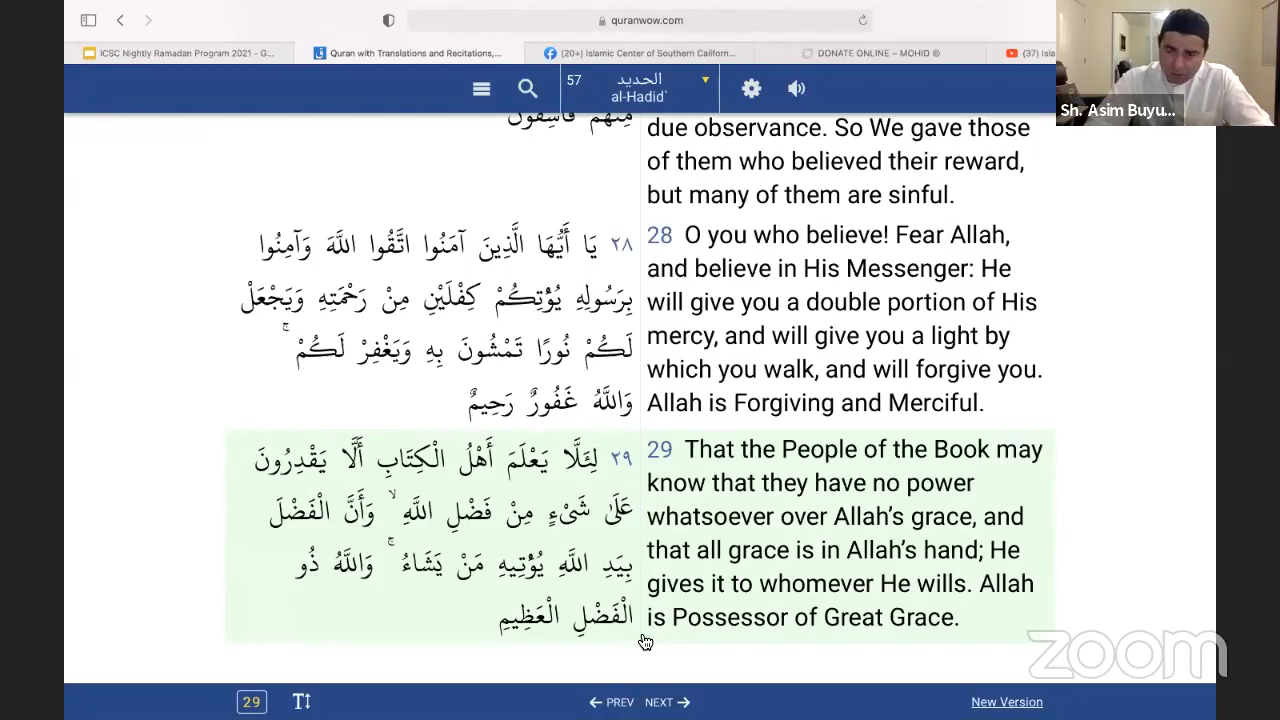 quranwow.com
ICSC Nightly Ramadan Program 2021 - G...
Quran with Translations and Recitations,...
(20+) Islamic Center of Southern Californ...
DONATE ONLINE – MOHID ®
(37) Isla
57
الحديد
al-Hadid`
Sh. Asim Buyu...
مِنْهُمْ فَاسِقُونَ
due observance. So We gave those
of them who believed their reward,
but many of them are sinful.
٢٨ يَا أَيُّهَا الَّذِينَ آمَنُوا اتَّقُوا اللَّهَ وَآمِنُوا
بِرَسُولِهِ يُؤْتِكُمْ كِفْلَيْنِ مِنْ رَحْمَتِهِ وَيَجْعَلْ
لَكُمْ نُورًا تَمْشُونَ بِهِ وَيَغْفِرْ لَكُمْ ۚ
وَاللَّهُ غَفُورٌ رَحِيمٌ
28 O you who believe! Fear Allah,
and believe in His Messenger: He
will give you a double portion of His
mercy, and will give you a light by
which you walk, and will forgive you.
Allah is Forgiving and Merciful.
٢٩ لِئَلَّا يَعْلَمَ أَهْلُ الْكِتَابِ أَلَّا يَقْدِرُونَ
عَلَىٰ شَيْءٍ مِنْ فَضْلِ اللَّهِ ۙ وَأَنَّ الْفَضْلَ
بِيَدِ اللَّهِ يُؤْتِيهِ مَنْ يَشَاءُ ۚ وَاللَّهُ ذُو
الْفَضْلِ الْعَظِيمِ
29 That the People of the Book may
know that they have no power
whatsoever over Allah’s grace, and
that all grace is in Allah’s hand; He
gives it to whomever He wills. Allah
is Possessor of Great Grace.
zoom
29
PREV NEXT
New Version